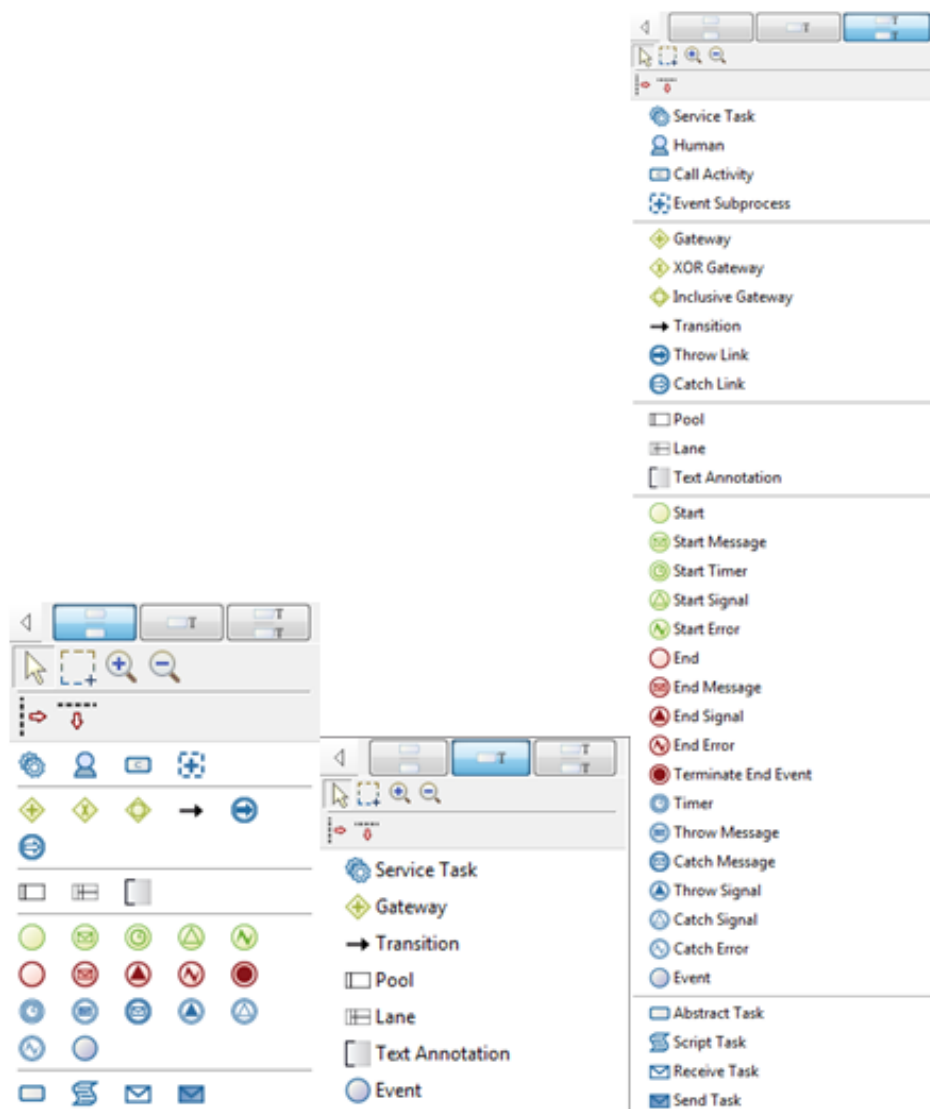 Service Task
Human
Call Activity
Event Subprocess
Gateway
XOR Gateway
Inclusive Gateway
Transition
Throw Link
Catch Link
Pool
Lane
Text Annotation
Start
Start Message
Start Timer
Start Signal
Start Error
End
End Message
End Signal
End Error
Terminate End Event
Timer
Throw Message
Catch Message
Throw Signal
Catch Signal
Catch Error
Event
Abstract Task
Script Task
Receive Task
Send Task
Service Task
Gateway
Transition
Pool
Lane
Text Annotation
Event